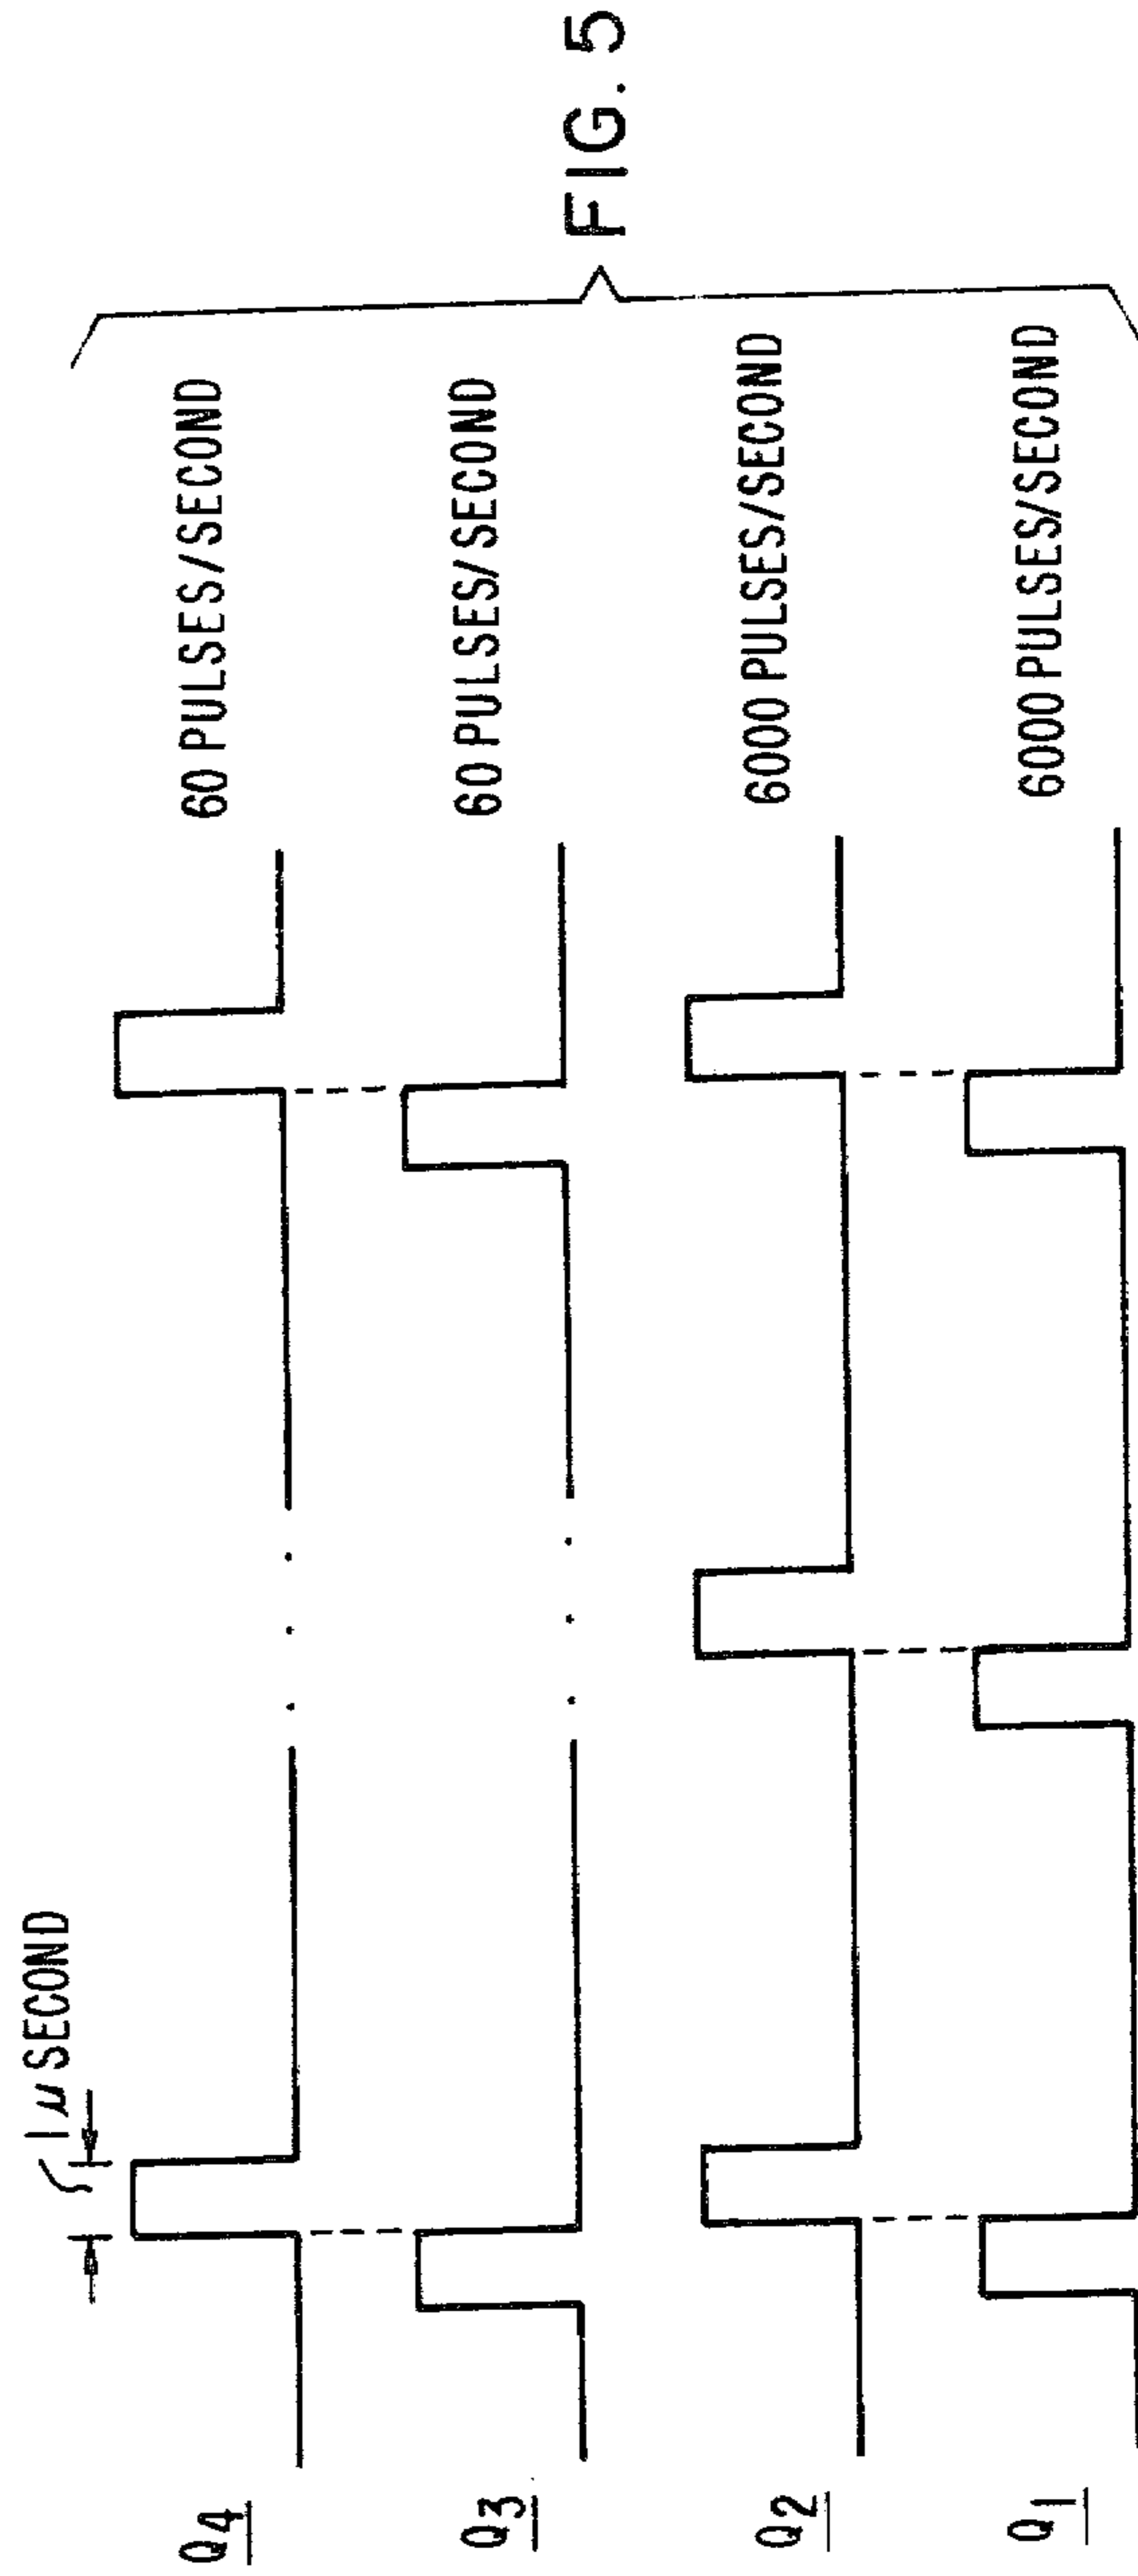 1 μ SECOND
Q4
60 PULSES/SECOND
Q3
60 PULSES/SECOND
Q2
6000 PULSES/SECOND
Q1
6000 PULSES/SECOND
FIG. 5